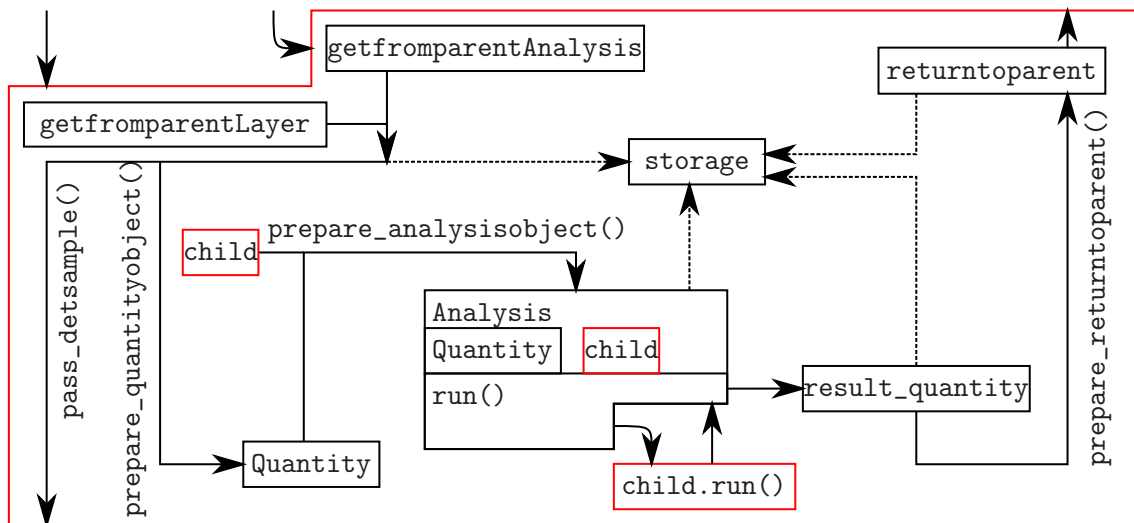 getfromparentAnalysis
returntoparent
getfromparentLayer
storage
pass_detsample()
prepare_quantityobject()
prepare_returntoparent()
child
prepare_analysisobject()
Analysis
Quantity
child
run()
result_quantity
Quantity
child.run()